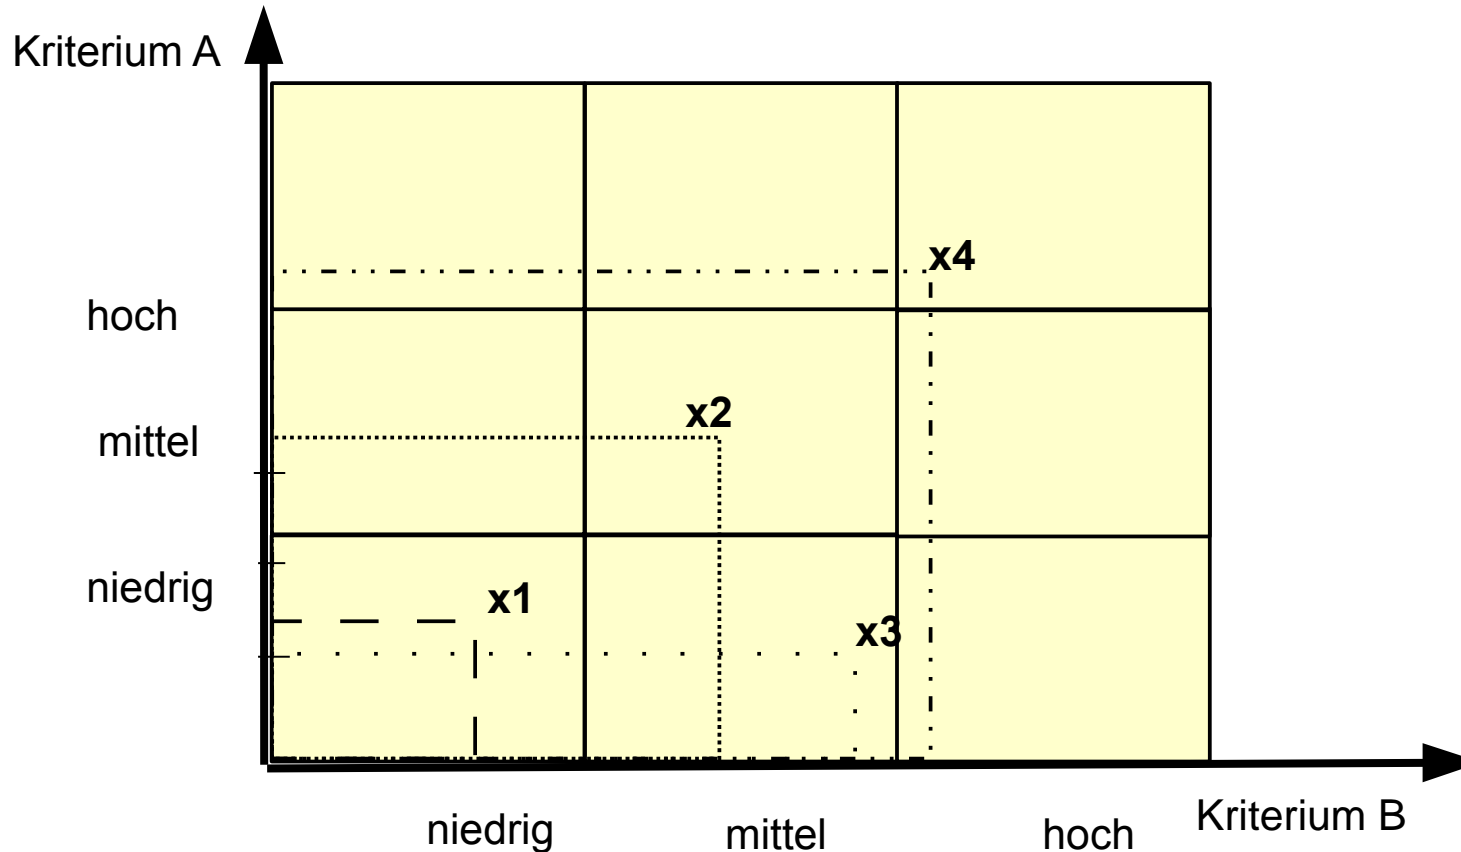 Kriterium A
x4
hoch
x2
mittel
niedrig
x1
x3
niedrig
mittel
hoch
Kriterium B